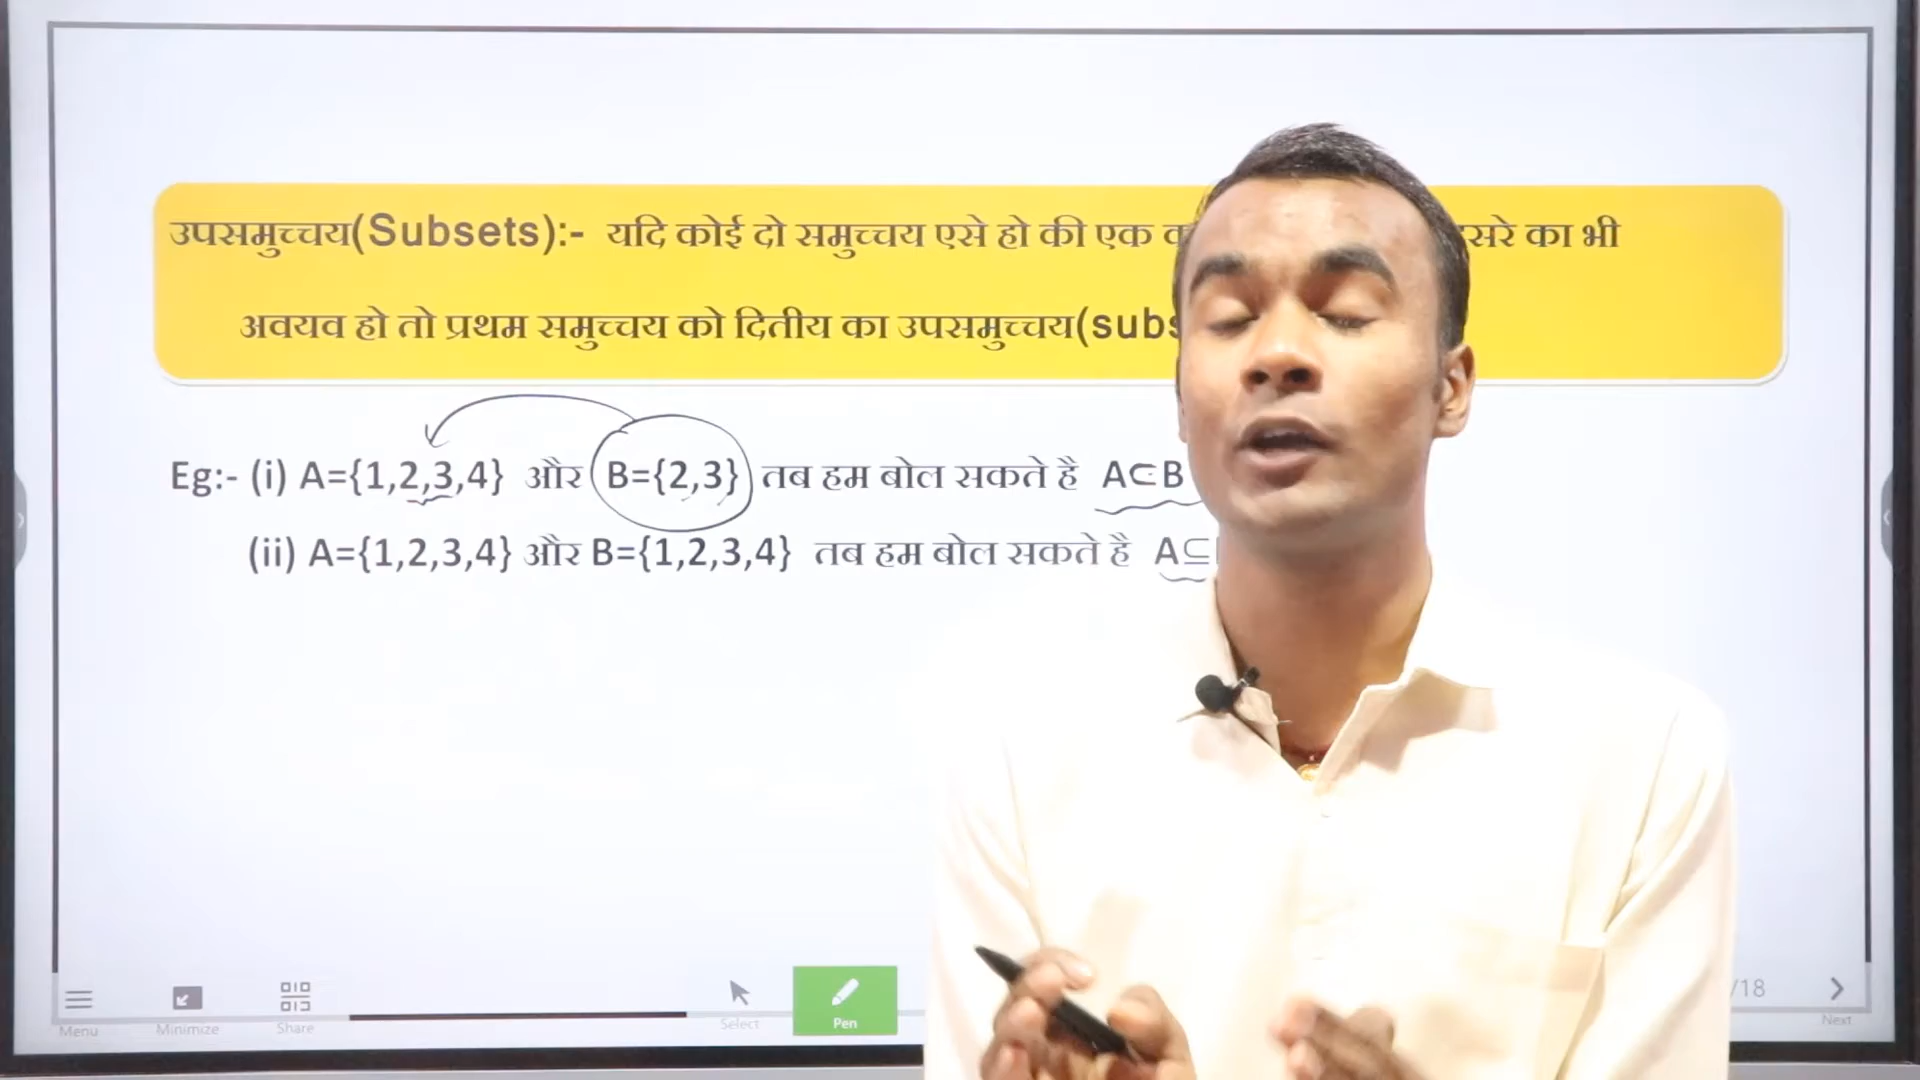 उपसमुच्चय(Subsets):- यदि कोई दो समुच्चय एसे हो की एक का भी
अवयव हो तो प्रथम समुच्चय को दितीय का उपसमुच्चय(subs
Eg:- (i) A={1,2,3,4} और B={2,3} तब हम बोल सकते है A⊂B
(ii) A={1,2,3,4} और B={1,2,3,4} तब हम बोल सकते है A⊆
Menu Minimize Share Select Pen /18 Next